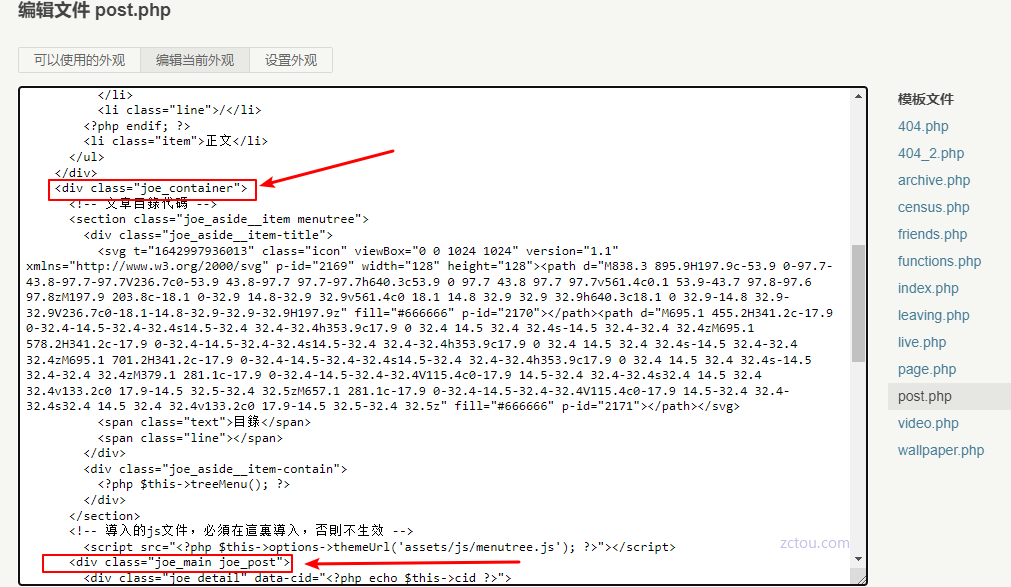 编辑文件 post.php
可以使用的外观 编辑当前外观 设置外观
</li>
<li class="line">/</li>
<?php endif; ?>
<li class="item">正文</li>
</ul>
</div>
<div class="joe_container">
<!-- 文章目錄代碼 -->
<section class="joe_aside__item menutree">
<div class="joe_aside__item-title">
<svg t="1642997936013" class="icon" viewBox="0 0 1024 1024" version="1.1"
xmlns="http://www.w3.org/2000/svg" p-id="2169" width="128" height="128"><path d="M838.3 895.9H197.9c-53.9 0-97.7-
43.8-97.7-97.7V236.7c0-53.9 43.8-97.7 97.7-97.7h640.3c53.9 0 97.7 43.8 97.7 97.7v561.4c0.1 53.9-43.7 97.8-97.6
97.8zM197.9 203.8c-18.1 0-32.9 14.8-32.9 32.9v561.4c0 18.1 14.8 32.9 32.9 32.9h640.3c18.1 0 32.9-14.8 32.9-
32.9V236.7c0-18.1-14.8-32.9-32.9-32.9H197.9z" fill="#666666" p-id="2170"></path><path d="M695.1 455.2H341.2c-17.9
0-32.4-14.5-32.4-32.4s14.5-32.4 32.4-32.4h353.9c17.9 0 32.4 14.5 32.4 32.4s-14.5 32.4-32.4 32.4zM695.1
578.2H341.2c-17.9 0-32.4-14.5-32.4-32.4s14.5-32.4 32.4-32.4h353.9c17.9 0 32.4 14.5 32.4 32.4s-14.5 32.4-32.4
32.4zM695.1 701.2H341.2c-17.9 0-32.4-14.5-32.4-32.4s14.5-32.4 32.4-32.4h353.9c17.9 0 32.4 14.5 32.4 32.4s-14.5
32.4-32.4 32.4zM379.1 281.1c-17.9 0-32.4-14.5-32.4-32.4V115.4c0-17.9 14.5-32.4 32.4-32.4s32.4 14.5 32.4
32.4v133.2c0 17.9-14.5 32.5-32.4 32.5zM657.1 281.1c-17.9 0-32.4-14.5-32.4-32.4V115.4c0-17.9 14.5-32.4 32.4-
32.4s32.4 14.5 32.4 32.4v133.2c0 17.9-14.5 32.5-32.4 32.5z" fill="#666666" p-id="2171"></path></svg>
<span class="text">目錄</span>
<span class="line"></span>
</div>
<div class="joe_aside__item-contain">
<?php $this->treeMenu(); ?>
</div>
</section>
<!-- 導入的js文件，必須在這裏導入，否則不生效 -->
<script src="<?php $this->options->themeUrl('assets/js/menutree.js'); ?>"></script>
<div class="joe_main joe_post">
<div class="joe_detail" data-cid="<?php echo $this->cid ?>">
zctou.com
模板文件
404.php
404_2.php
archive.php
census.php
friends.php
functions.php
index.php
leaving.php
live.php
page.php
post.php
video.php
wallpaper.php